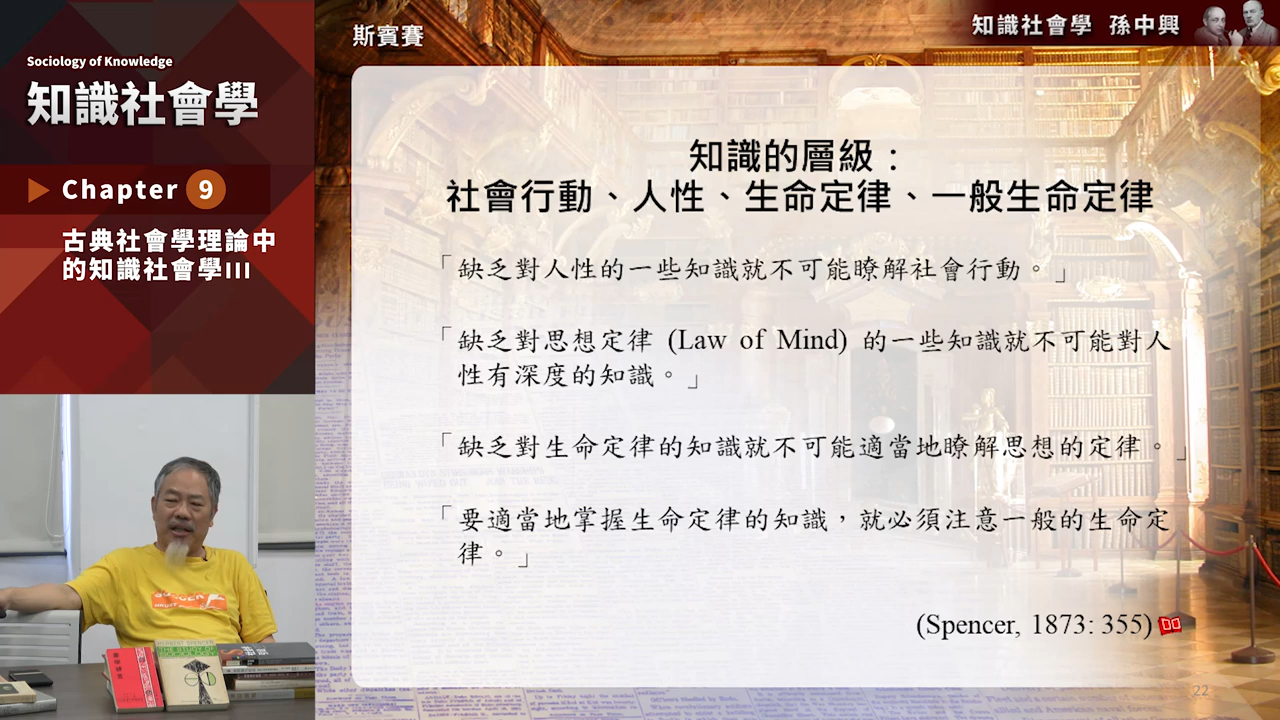 Sociology of Knowledge
知識社會學
Chapter 9
古典社會學理論中
的知識社會學III
斯賓賽
知識社會學 孫中興
知識的層級：
社會行動、人性、生命定律、一般生命定律
「缺乏對人性的一些知識就不可能瞭解社會行動。」
「缺乏對思想定律 (Law of Mind) 的一些知識就不可能對人
性有深度的知識。」
「缺乏對生命定律的知識就不可能適當地瞭解思想的定律。」
「要適當地掌握生命定律的知識，就必須注意一般的生命定
律。」
(Spencer, 1873: 355)
22
HERBERT SPENCER